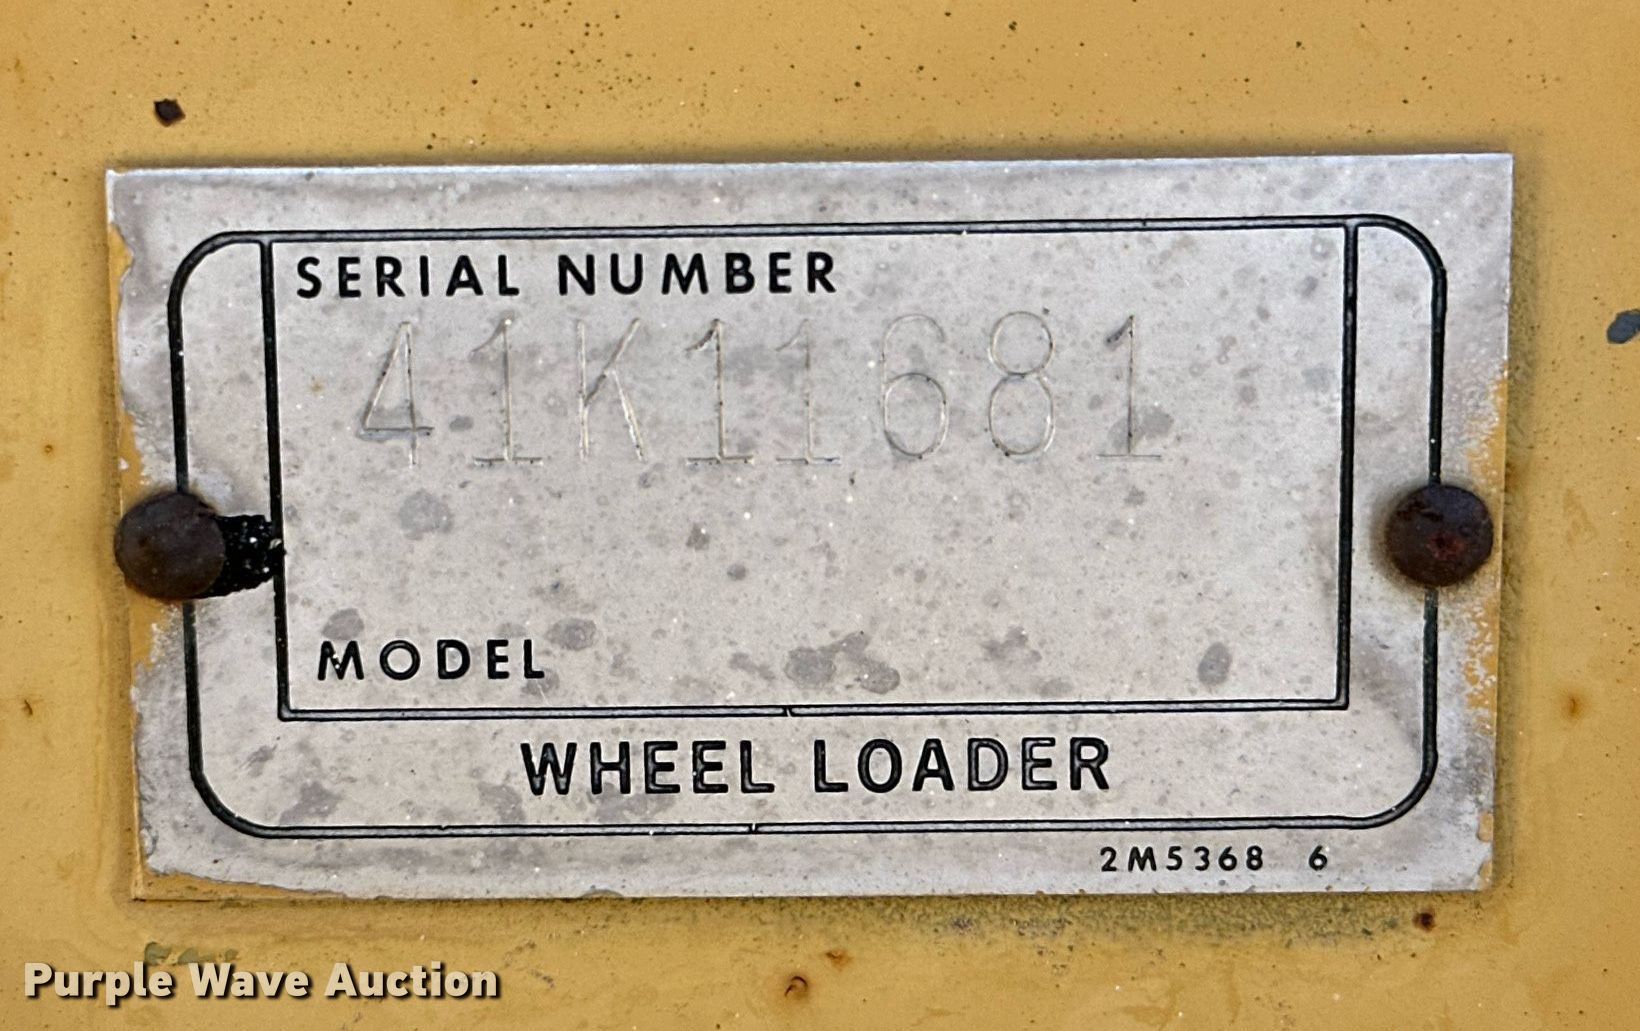 SERIAL NUMBER
41K11681
MODEL
WHEEL LOADER
2M5368 6
Purple Wave Auction